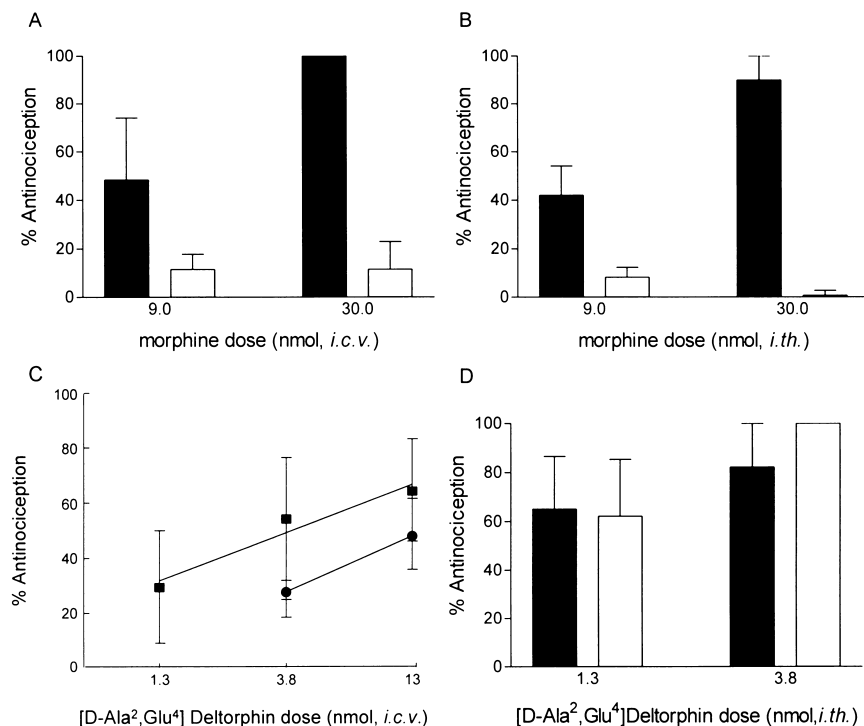 A
100
80
60
40
20
0
% Antinociception
9.0
30.0
morphine dose (nmol, i.c.v.)
B
100
80
60
40
20
0
% Antinociception
9.0
30.0
morphine dose (nmol, i.th.)
C
100
80
60
40
20
0
% Antinociception
1.3
3.8
13
[D-Ala²,Glu⁴] Deltorphin dose (nmol, i.c.v.)
D
100
80
60
40
20
0
% Antinociception
1.3
3.8
[D-Ala²,Glu⁴]Deltorphin dose (nmol,i.th.)